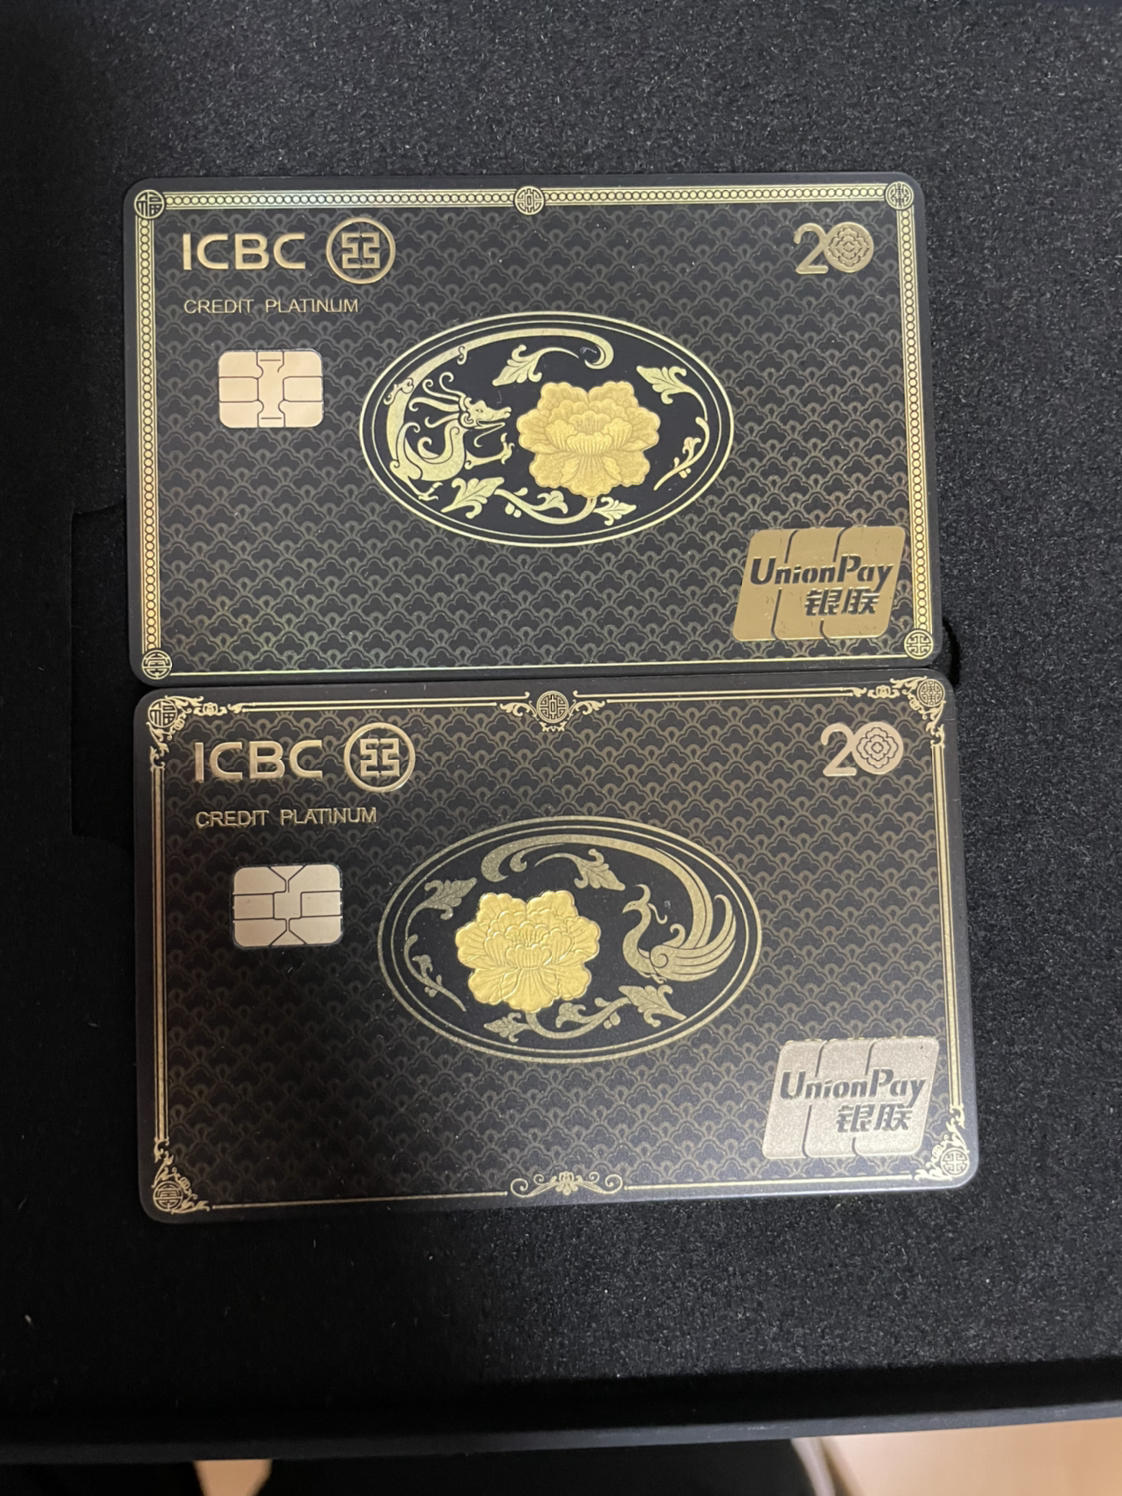 ICBC
20
CREDIT PLATINUM
UnionPay
银联
ICBC
20
CREDIT PLATINUM
UnionPay
银联